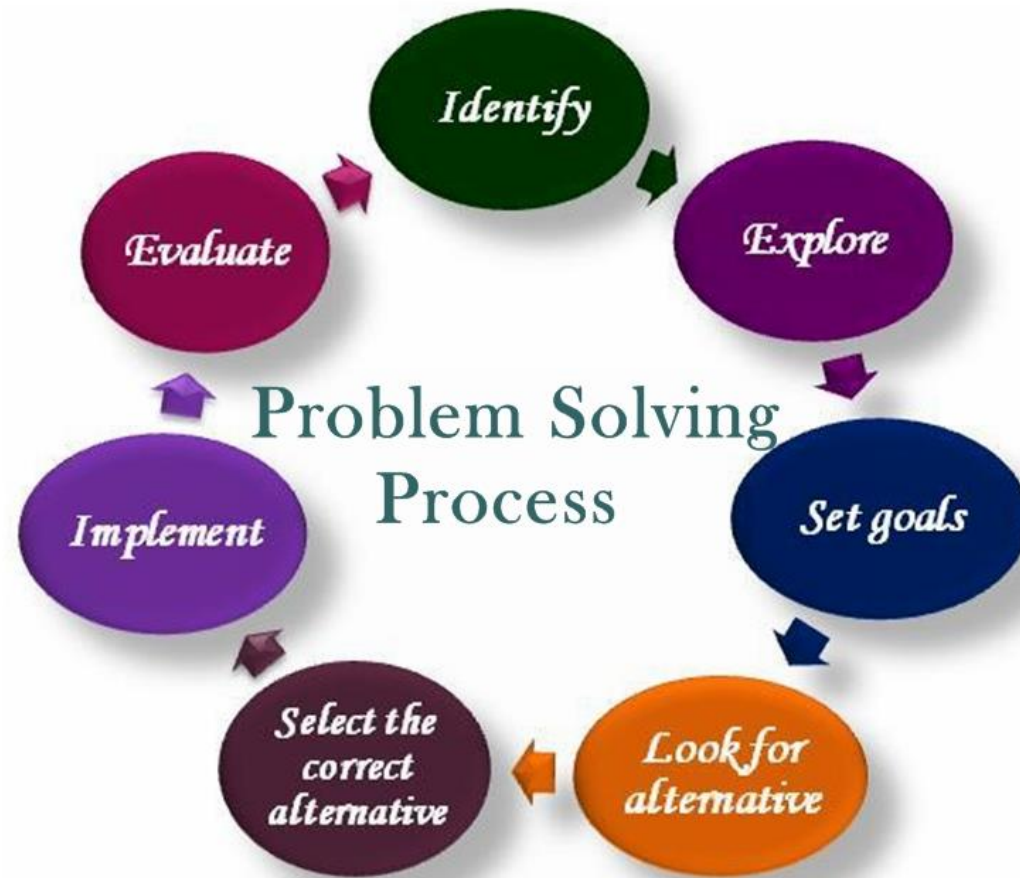 Identify
Explore
Set goals
Look for
alternative
Select the
correct
alternative
Implement
Evaluate
Problem Solving
Process